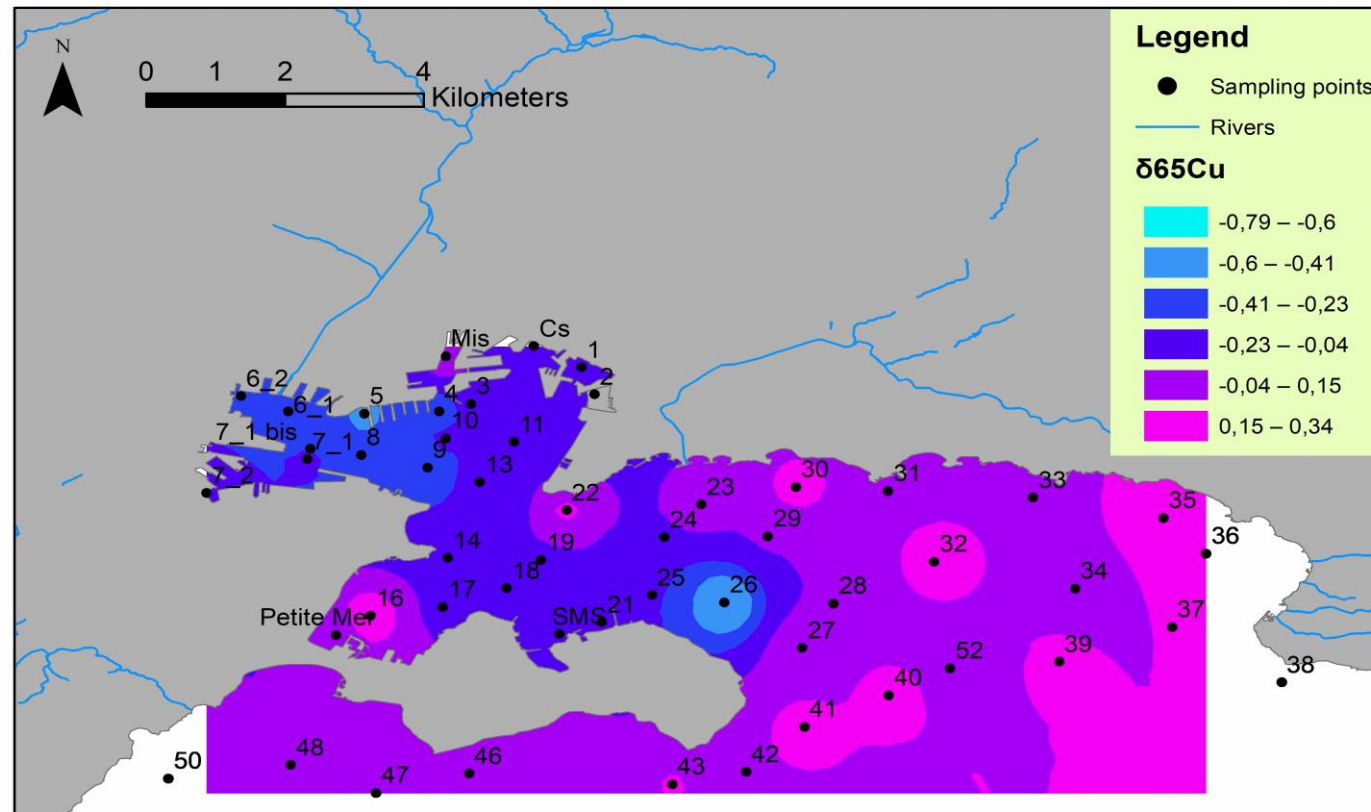 N
0 1 2 4
Kilometers
Legend
Sampling points
Rivers
δ65Cu
-0,79 – -0,6
-0,6 – -0,41
-0,41 – -0,23
-0,23 – -0,04
-0,04 – 0,15
0,15 – 0,34
Mis
Cs
1
2
6_2
6_1
5
4
3
10
11
7_1 bis
7_1
8
9
7_2
13
22
23
30
31
33
35
36
24
29
14
19
32
16
17
18
25
26
28
34
37
Petite Mer
SMS
21
27
52
39
38
40
41
50
48
47
46
43
42